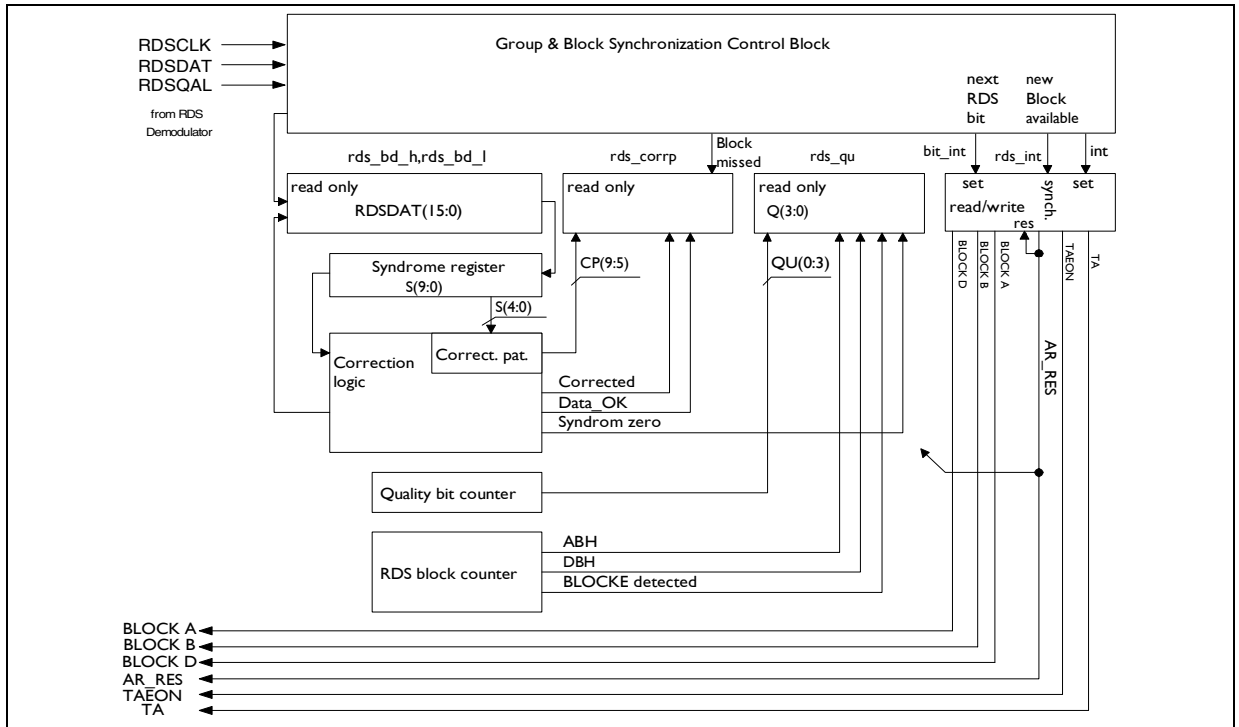 RDSCLK
RDSDAT
RDSQAL
from RDS
Demodulator
Group & Block Synchronization Control Block
next
RDS
bit
new
Block
available
rds_bd_h,rds_bd_l
rds_corrp
Block
missed
rds_qu
bit_int
rds_int
int
read only
RDSDAT(15:0)
read only
read only
Q(3:0)
set
synch.
set
read/write
res
Syndrome register
S(9:0)
CP(9:5)
QU(0:3)
BLOCK D
BLOCK B
BLOCK A
TAEON
TA
S(4:0)
Correction
logic
Correct. pat.
AR_RES
Corrected
Data_OK
Syndrom zero
Quality bit counter
RDS block counter
ABH
DBH
BLOCKE detected
BLOCK A
BLOCK B
BLOCK D
AR_RES
TAEON
TA